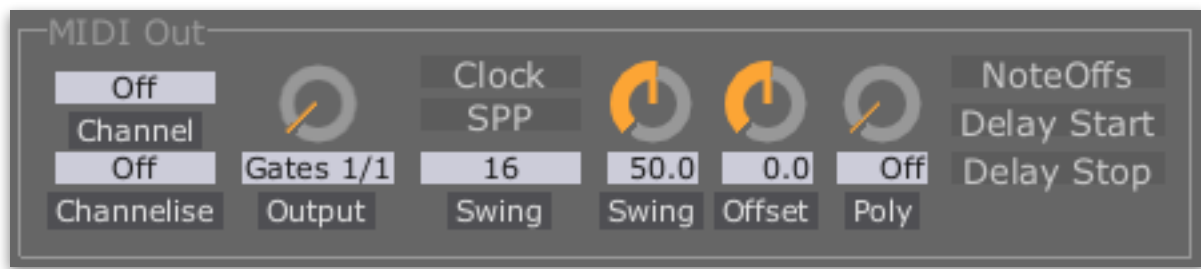 MIDI Out
Off
Channel
Off
Channelise
Gates 1/1
Output
Clock
SPP
16
Swing
50.0
Swing
0.0
Offset
Off
Poly
NoteOffs
Delay Start
Delay Stop